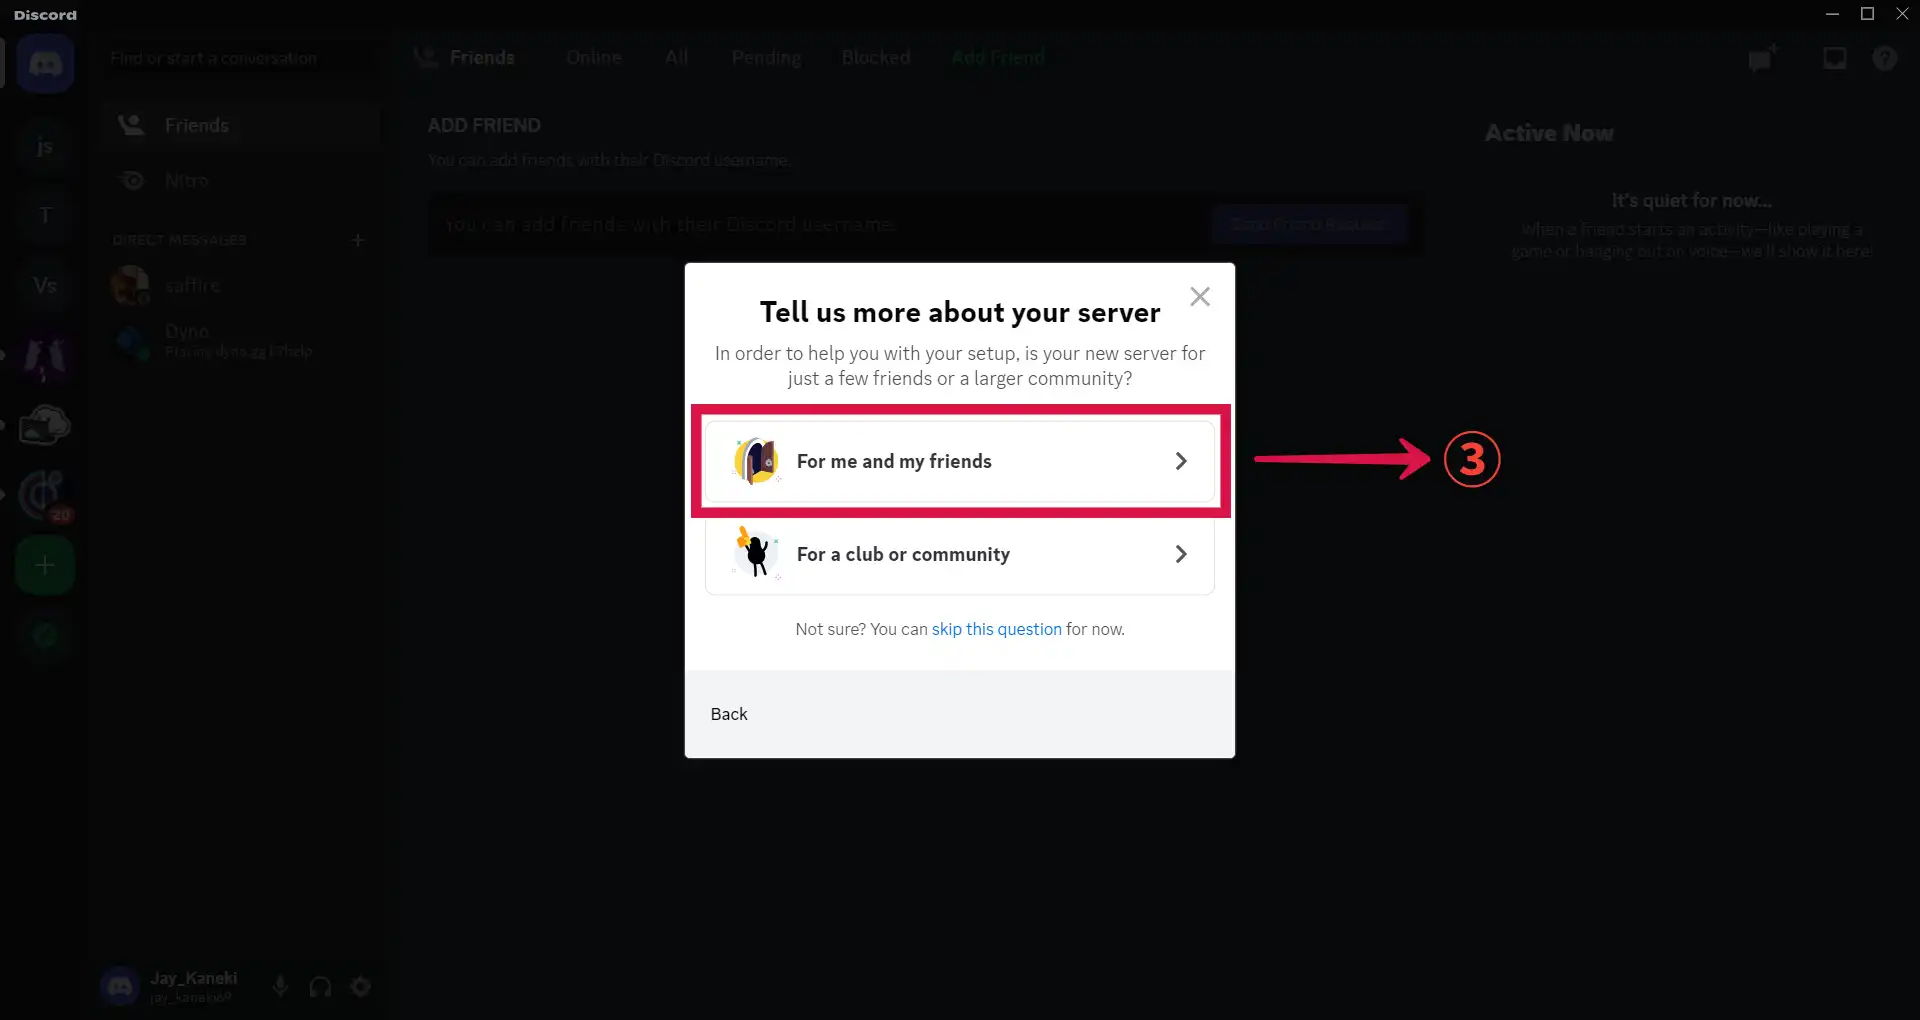 Discord
Find or start a conversation
Friends
Online
All
Pending
Blocked
Add Friend
js
T
Vs
20
Friends
Nitro
DIRECT MESSAGES
saffire
Dyno
Playing dyno.gg | ?help
ADD FRIEND
You can add friends with their Discord username.
You can add friends with their Discord username.
Send Friend Request
Active Now
It's quiet for now...
When a friend starts an activity—like playing a
game or hanging out on voice—we'll show it here!
Tell us more about your server
In order to help you with your setup, is your new server for
just a few friends or a larger community?
For me and my friends
3
For a club or community
Not sure? You can skip this question for now.
Back
Jay_Kaneki
jay_kaneki69